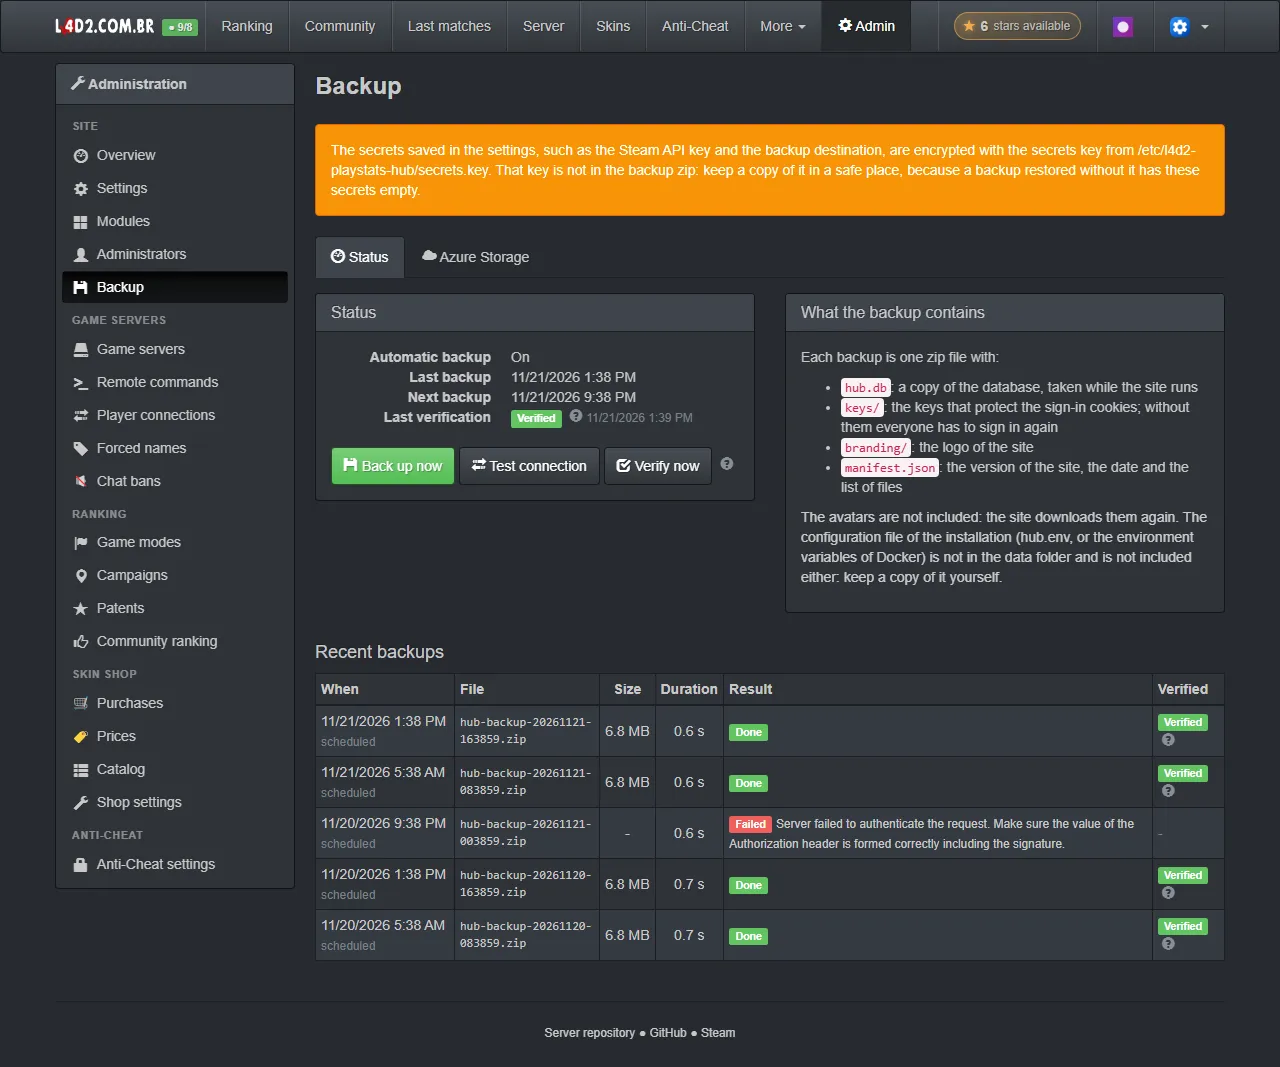 L4D2.COM.BR ● 9/8 Ranking Community Last matches Server Skins Anti-Cheat More Admin ★ 6 stars available
Administration
SITE
Overview
Settings
Modules
Administrators
Backup
GAME SERVERS
Game servers
Remote commands
Player connections
Forced names
Chat bans
RANKING
Game modes
Campaigns
Patents
Community ranking
SKIN SHOP
Purchases
Prices
Catalog
Shop settings
ANTI-CHEAT
Anti-Cheat settings
Backup
The secrets saved in the settings, such as the Steam API key and the backup destination, are encrypted with the secrets key from /etc/l4d2-
playstats-hub/secrets.key. That key is not in the backup zip: keep a copy of it in a safe place, because a backup restored without it has these
secrets empty.
Status Azure Storage
Status
Automatic backup On
Last backup 11/21/2026 1:38 PM
Next backup 11/21/2026 9:38 PM
Last verification Verified ? 11/21/2026 1:39 PM
Back up now Test connection Verify now ?
What the backup contains
Each backup is one zip file with:
• hub.db: a copy of the database, taken while the site runs
• keys/: the keys that protect the sign-in cookies; without
them everyone has to sign in again
• branding/: the logo of the site
• manifest.json: the version of the site, the date and the
list of files
The avatars are not included: the site downloads them again. The
configuration file of the installation (hub.env, or the environment
variables of Docker) is not in the data folder and is not included
either: keep a copy of it yourself.
Recent backups
When File Size Duration Result Verified
11/21/2026 1:38 PM scheduled hub-backup-20261121-163859.zip 6.8 MB 0.6 s Done Verified ?
11/21/2026 5:38 AM scheduled hub-backup-20261121-083859.zip 6.8 MB 0.6 s Done Verified ?
11/20/2026 9:38 PM scheduled hub-backup-20261121-003859.zip - 0.6 s Failed Server failed to authenticate the request. Make sure the value of the Authorization header is formed correctly including the signature. -
11/20/2026 1:38 PM scheduled hub-backup-20261120-163859.zip 6.8 MB 0.7 s Done Verified ?
11/20/2026 5:38 AM scheduled hub-backup-20261120-083859.zip 6.8 MB 0.7 s Done Verified ?
Server repository ● GitHub ● Steam